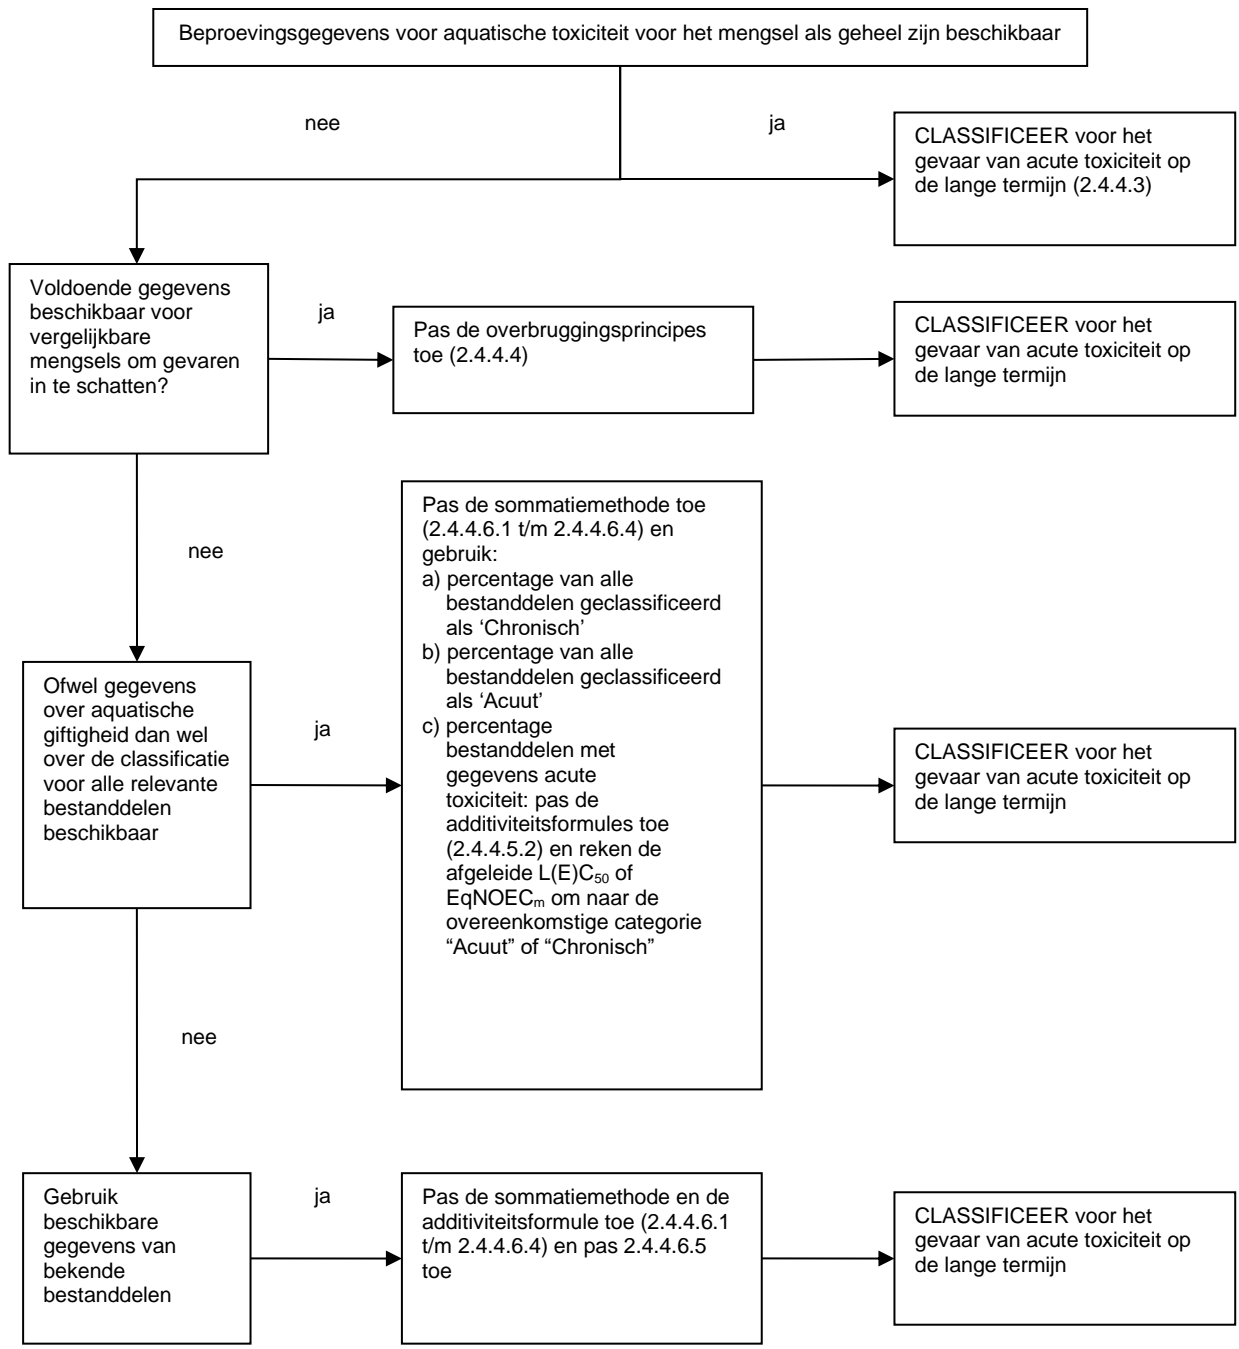 Beproevingsgegevens voor aquatische toxiciteit voor het mengsel als geheel zijn beschikbaar
nee
ja
CLASSIFICEER voor het
gevaar van acute toxiciteit op
de lange termijn (2.4.4.3)
Voldoende gegevens
beschikbaar voor
vergelijkbare
mengsels om gevaren
in te schatten?
ja
Pas de overbruggingsprincipes
toe (2.4.4.4)
CLASSIFICEER voor het
gevaar van acute toxiciteit op
de lange termijn
nee
Ofwel gegevens
over aquatische
giftigheid dan wel
over de classificatie
voor alle relevante
bestanddelen
beschikbaar
ja
Pas de sommatiemethode toe
(2.4.4.6.1 t/m 2.4.4.6.4) en
gebruik:
a) percentage van alle
bestanddelen geclassificeerd
als ‘Chronisch’
b) percentage van alle
bestanddelen geclassificeerd
als ‘Acuut’
c) percentage
bestanddelen met
gegevens acute
toxiciteit: pas de
additiviteitsformules toe
(2.4.4.5.2) en reken de
afgeleide L(E)C50 of
EqNOECm om naar de
overeenkomstige categorie
“Acuut” of “Chronisch”
CLASSIFICEER voor het
gevaar van acute toxiciteit op
de lange termijn
nee
Gebruik
beschikbare
gegevens van
bekende
bestanddelen
ja
Pas de sommatiemethode en de
additiviteitsformule toe (2.4.4.6.1
t/m 2.4.4.6.4) en pas 2.4.4.6.5
toe
CLASSIFICEER voor het
gevaar van acute toxiciteit op
de lange termijn